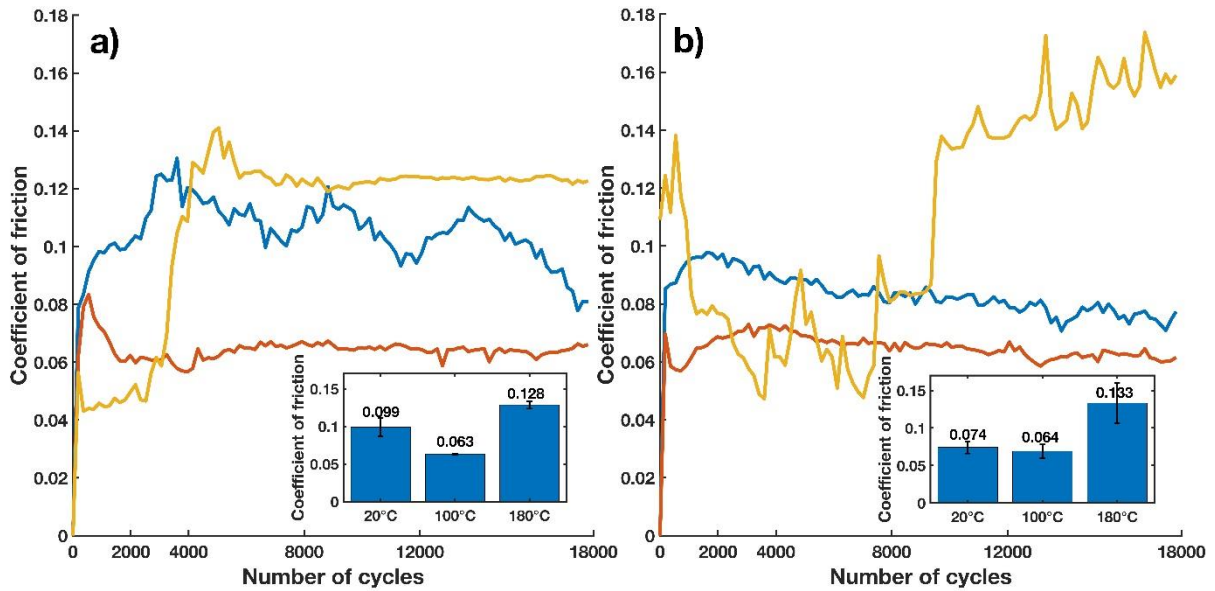 a)
Coefficient of friction
0.18
0.16
0.14
0.12
0.1
0.08
0.06
0.04
0.02
0
0 2000 4000 8000 12000 18000
Number of cycles
Coefficient of friction
0.15
0.1
0.05
0
0.099 0.063 0.128
20°C 100°C 180°C
b)
Coefficient of friction
0.18
0.16
0.14
0.12
0.1
0.08
0.06
0.04
0.02
0
0 2000 4000 8000 12000 18000
Number of cycles
Coefficient of friction
0.15
0.1
0.05
0
0.074 0.064 0.133
20°C 100°C 180°C